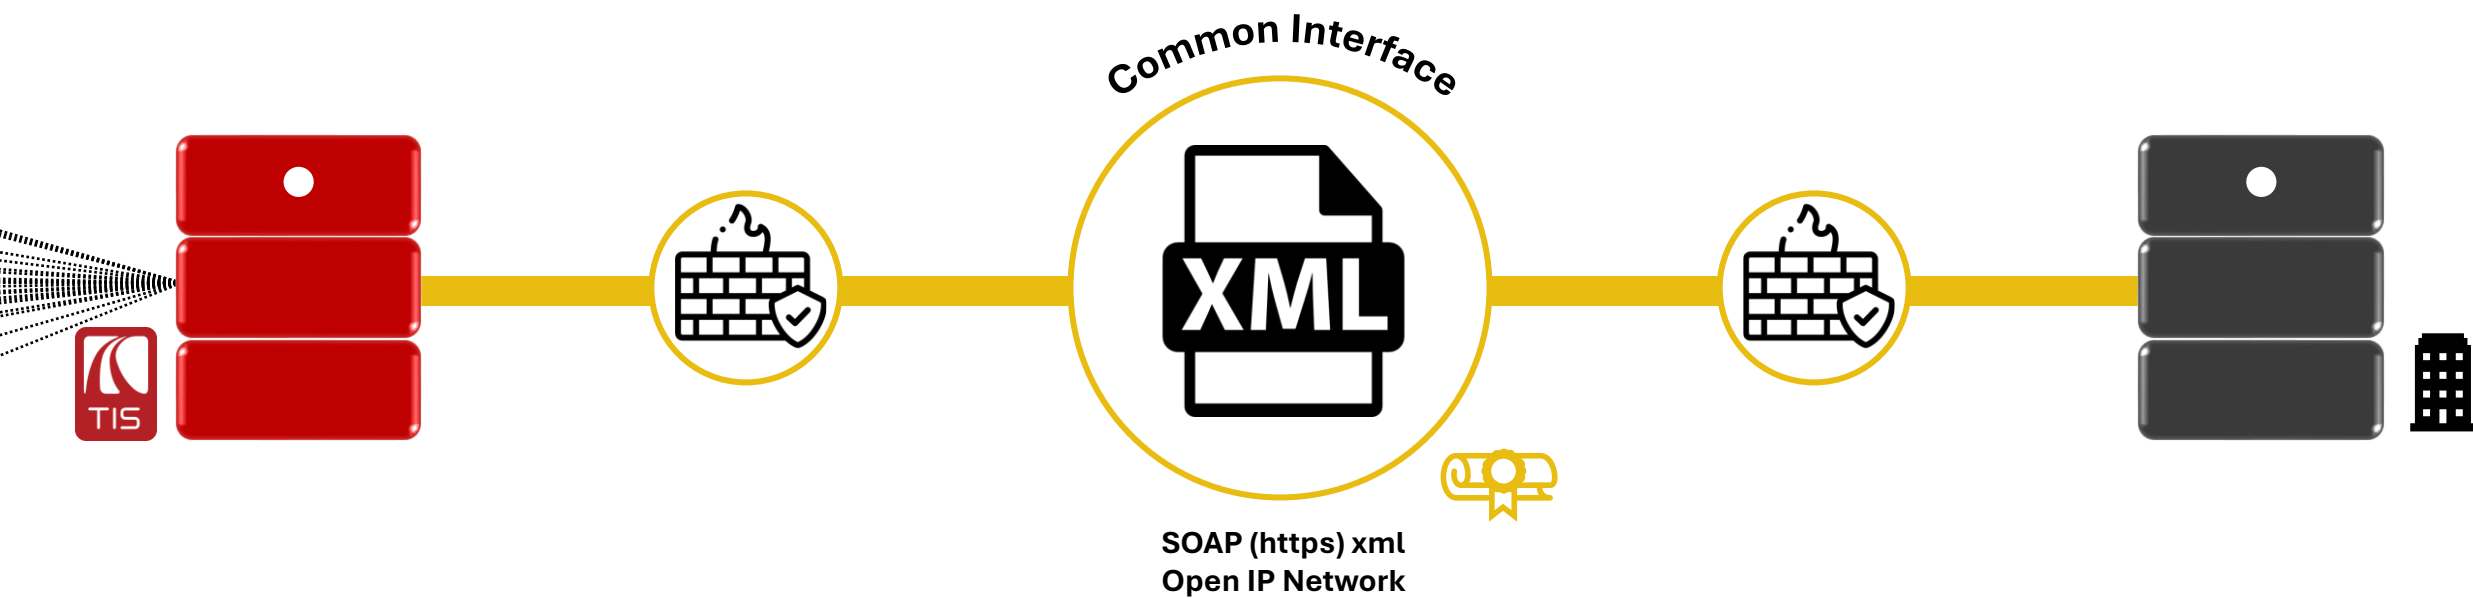 Common Interface
XML
TIS
SOAP (https) xml
Open IP Network